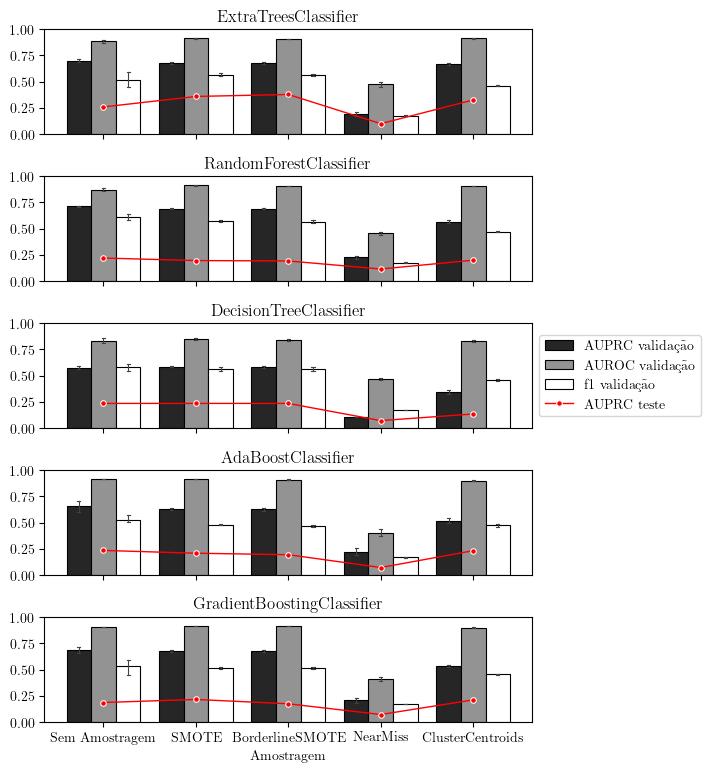 ExtraTreesClassifier
1.00
0.75
0.50
0.25
0.00
RandomForestClassifier
1.00
0.75
0.50
0.25
0.00
DecisionTreeClassifier
1.00
0.75
0.50
0.25
0.00
AUPRC validação
AUROC validação
f1 validação
AUPRC teste
AdaBoostClassifier
1.00
0.75
0.50
0.25
0.00
GradientBoostingClassifier
1.00
0.75
0.50
0.25
0.00
Sem Amostragem SMOTE BorderlineSMOTE NearMiss ClusterCentroids
Amostragem